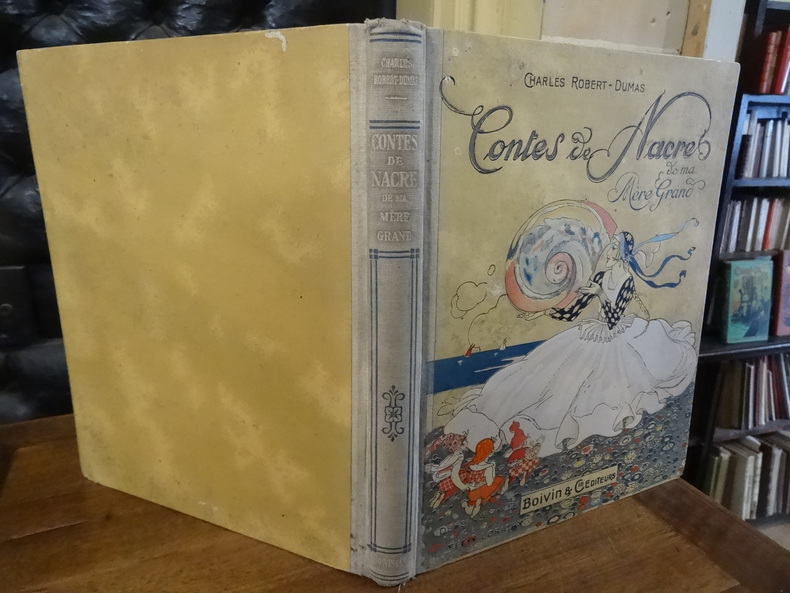 CHARLES
ROBERT-DUMAS
CONTES
DE
NACRE
DE MA
MÈRE
GRAND
BOIVIN
CHARLES ROBERT-DUMAS
Contes de Nacre
de ma
Mère Grand
BOIVIN & CIE EDITEURS